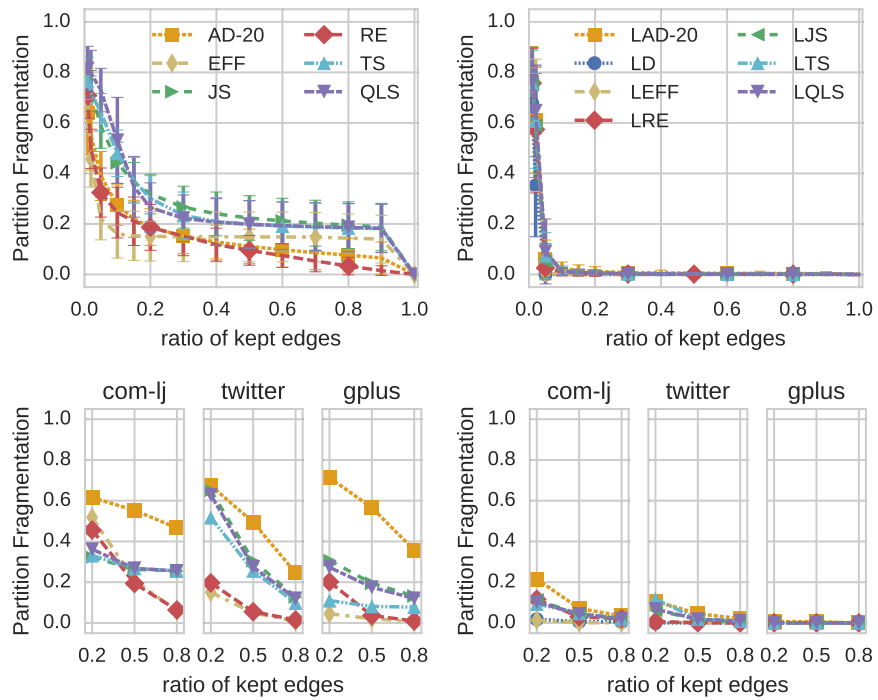 Partition Fragmentation
1.0
0.8
0.6
0.4
0.2
0.0
AD-20
EFF
JS
RE
TS
QLS
0.0 0.2 0.4 0.6 0.8 1.0
ratio of kept edges
Partition Fragmentation
1.0
0.8
0.6
0.4
0.2
0.0
LAD-20
LD
LEFF
LRE
LJS
LTS
LQLS
0.0 0.2 0.4 0.6 0.8 1.0
ratio of kept edges
com-lj twitter gplus
Partition Fragmentation
1.0
0.8
0.6
0.4
0.2
0.0
0.2 0.5 0.8 0.2 0.5 0.8 0.2 0.5 0.8
ratio of kept edges
com-lj twitter gplus
Partition Fragmentation
1.0
0.8
0.6
0.4
0.2
0.0
0.2 0.5 0.8 0.2 0.5 0.8 0.2 0.5 0.8
ratio of kept edges